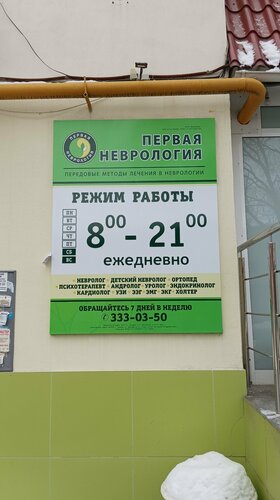 ПЕРВАЯ
НЕВРОЛОГИЯ
ПЕРВАЯ
НЕВРОЛОГИЯ
ПЕРЕДОВЫЕ МЕТОДЫ ЛЕЧЕНИЯ В НЕВРОЛОГИИ
РЕЖИМ РАБОТЫ
ПН
ВТ
СР
ЧТ
ПТ
СБ
ВС
8⁰⁰ - 21⁰⁰
ежедневно
•НЕВРОЛОГ •ДЕТСКИЙ НЕВРОЛОГ •ОРТОПЕД
•ПСИХОТЕРАПЕВТ •АНДРОЛОГ •УРОЛОГ •ЭНДОКРИНОЛОГ
•КАРДИОЛОГ •УЗИ •ЭЭГ •ЭМГ •ЭКГ •ХОЛТЕР
ОБРАЩАЙТЕСЬ 7 ДНЕЙ В НЕДЕЛЮ
✆ 333-03-50